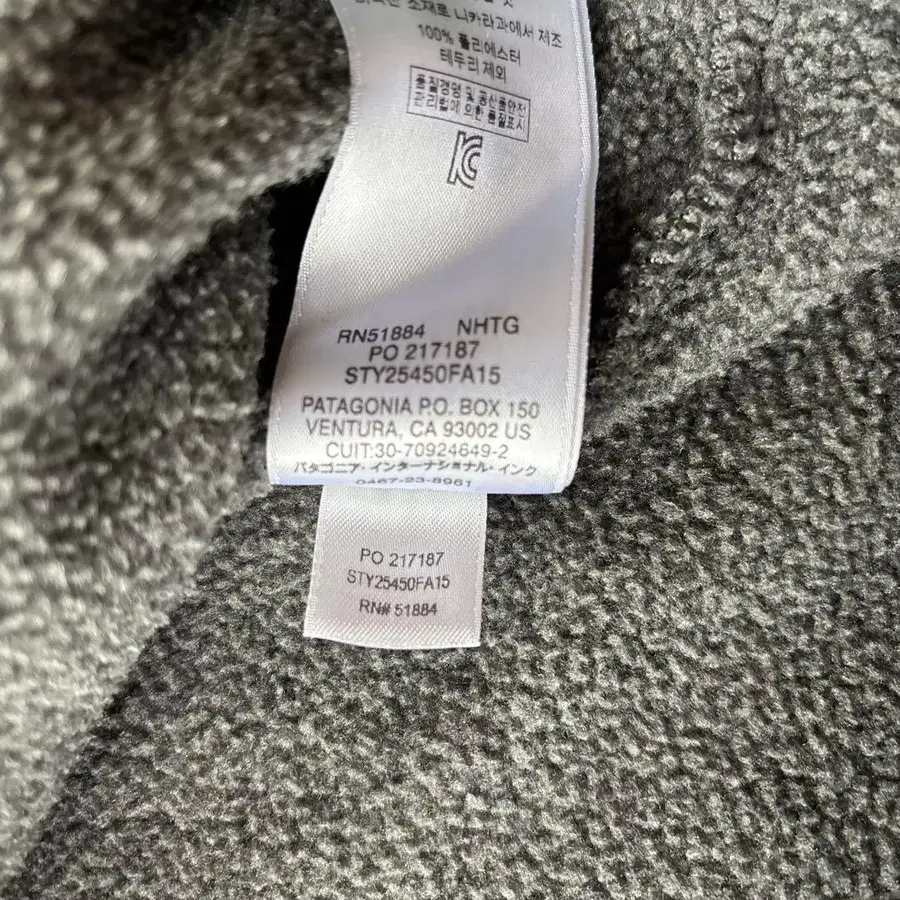 소재로 니카라과에서 제조
100% 폴리에스터
테두리 제외
품질경영 및 공산품안전
관리법에 의한 품질표시
RN51884 NHTG
PO 217187
STY25450FA15
PATAGONIA P.O. BOX 150
VENTURA, CA 93002 US
CUIT:30-70924649-2
パタゴニア・インターナショナル・インク
0467-23-8961
PO 217187
STY25450FA15
RN# 51884